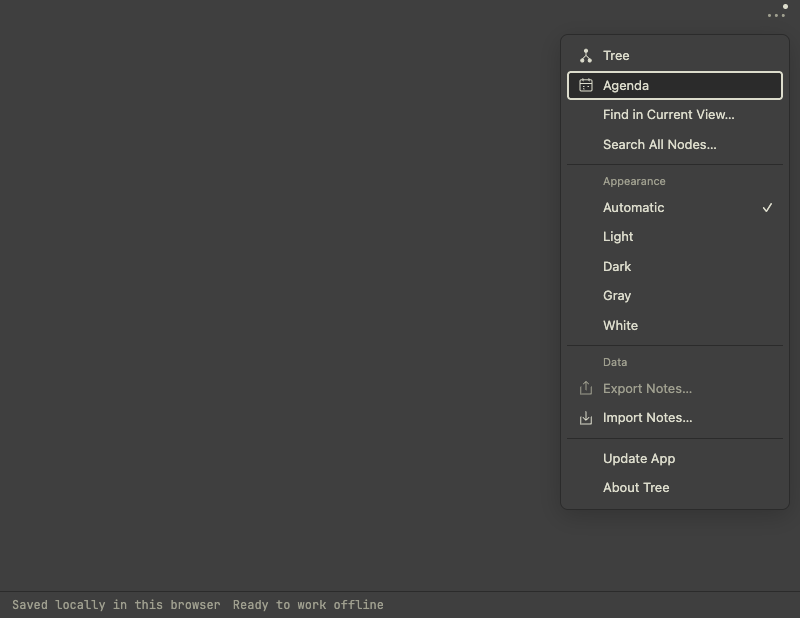 Tree
Agenda
Find in Current View...
Search All Nodes...
Appearance
Automatic
Light
Dark
Gray
White
Data
Export Notes...
Import Notes...
Update App
About Tree
Saved locally in this browser Ready to work offline